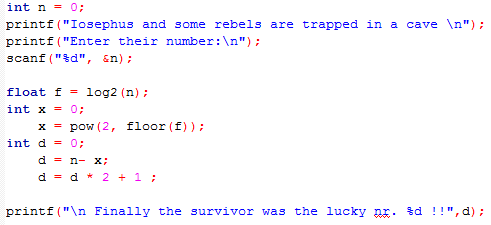 int n = 0;
printf("Iosephus and some rebels are trapped in a cave \n");
printf("Enter their number:\n");
scanf("%d", &n);
float f = log2(n);
int x = 0;
x = pow(2, floor(f));
int d = 0;
d = n- x;
d = d * 2 + 1 ;
printf("\n Finally the survivor was the lucky nr. %d !!",d);